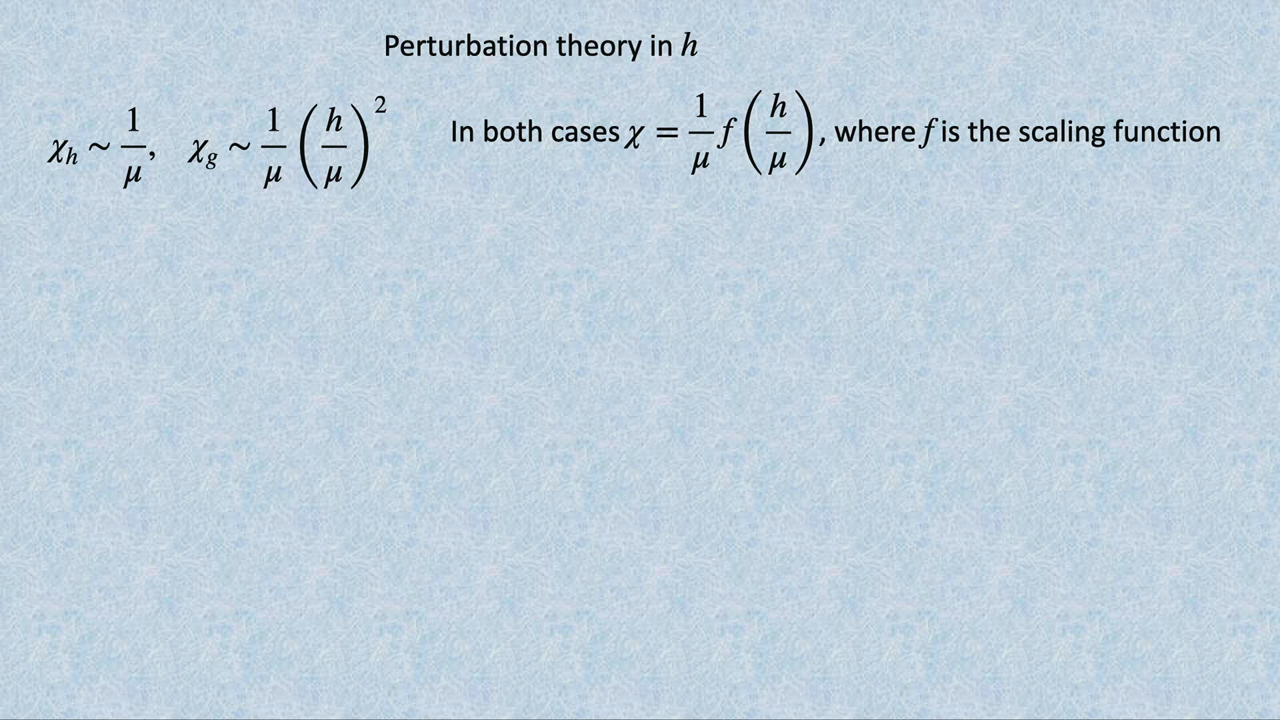 Perturbation theory in h
χ_h ~ 1/μ, χ_g ~ 1/μ (h/μ)^2 In both cases χ = 1/μ f(h/μ), where f is the scaling function